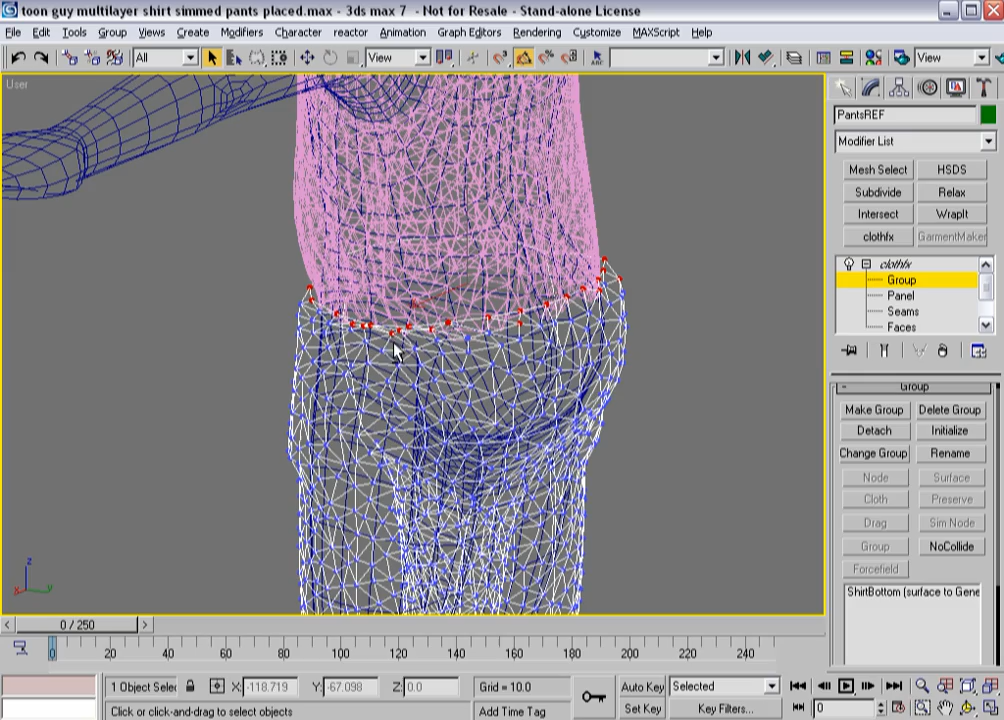 toon guy multilayer shirt simmed pants placed.max - 3ds max 7 - Not for Resale - Stand-alone License
File Edit Tools Group Views Create Modifiers Character reactor Animation Graph Editors Customize MAXScript Help
All View View
User
PantsREF
Modifier List
Mesh Select HSDS
Subdivide Relax
Intersect WrapIt
clothfx GarmentMaker
clothfx
Group
Panel
Seams
Faces
Group
Make Group Delete Group
Detach Initialize
Change Group Rename
Node Surface
Cloth Preserve
Drag Sim Node
Group NoCollide
Forcefield
ShirtBottom (surface to Gene
z
x y
< 0 / 250 >
0 20 40 60 80 100 120 140 160 180 200 220 240
1 Object Selec X: -118.719 Y: -67.098 Z: 0.0 Grid = 10.0 Auto Key Selected
Click or click-and-drag to select objects Add Time Tag Set Key Key Filters... 0